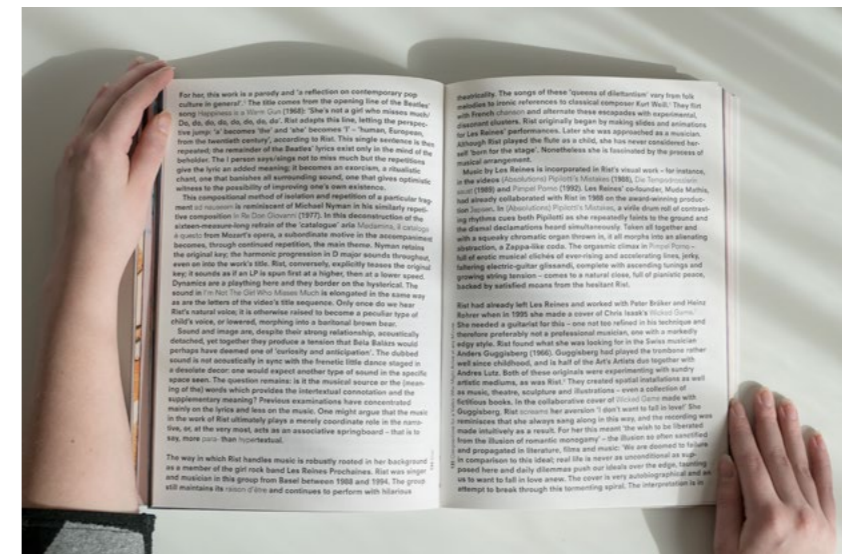 For her, this work is a parody and 'a reflection on contemporary pop
culture in general'.¹ The title comes from the opening line of the Beatles'
song Happiness is a Warm Gun (1968): 'She's not a girl who misses much/
Do, do, do, do, do, do, do'. Rist adapts this line, letting the perspec-
tive jump: 'a' becomes 'the' and 'she' becomes 'I' – 'human, European,
from the twentieth century', according to Rist. This single sentence is then
repeated; the remainder of the Beatles' lyrics exist only in the mind of the
beholder. The I person says/sings not to miss much but the repetitions
give the lyric an added meaning; it becomes an exorcism, a ritualistic
chant, one that banishes all surrounding sound, one that gives optimistic
witness to the possibility of improving one's own existence.
This compositional method of isolation and repetition of a particular frag-
ment ad nauseam is reminiscent of Michael Nyman in his similarly repeti-
tive composition In Re Don Giovanni (1977). In this deconstruction of the
sixteen-measure-long refrain of the 'catalogue' aria Madamina, il catalogo
è questo from Mozart's opera, a subordinate motive in the accompaniment
becomes, through continued repetition, the main theme. Nyman retains
the original key; the harmonic progression in D major sounds throughout,
even on into the work's title. Rist, conversely, explicitly teases the original
key; it sounds as if an LP is spun first at a higher, then at a lower speed.
Dynamics are a plaything here and they border on the hysterical. The
sound in I'm Not The Girl Who Misses Much is elongated in the same way
as are the letters of the video's title sequence. Only once do we hear
Rist's natural voice; it is otherwise raised to become a peculiar type of
child's voice, or lowered, morphing into a baritonal brown bear.
Sound and image are, despite their strong relationship, acoustically
detached, yet together they produce a tension that Béla Balázs would
perhaps have deemed one of 'curiosity and anticipation'. The dubbed
sound is not acoustically in sync with the frenetic little dance staged in
a desolate decor: one would expect another type of sound in the specific
space seen. The question remains: is it the musical source or the (mean-
ing of the) words which provides the intertextual connotation and the
supplementary meaning? Previous examinations have concentrated
mainly on the lyrics and less on the music. One might argue that the music
in the work of Rist ultimately plays a merely coordinate role in the narra-
tive, or, at the very most, acts as an associative springboard – that is to
say, more para- than hypertextual.
The way in which Rist handles music is robustly rooted in her background
as a member of the girl rock band Les Reines Prochaines. Rist was singer
and musician in this group from Basel between 1988 and 1994. The group
still maintains its raison d'être and continues to perform with hilarious
theatricality. The songs of these 'queens of dilettantism' vary from folk
melodies to ironic references to classical composer Kurt Weill. They flirt
with French chanson and alternate these escapades with experimental,
dissonant clusters. Rist originally began by making slides and animations
for Les Reines' performances. Later she was approached as a musician.
Although Rist played the flute as a child, she has never considered her-
self 'born for the stage'. Nonetheless she is fascinated by the process of
musical arrangement.
Music by Les Reines is incorporated in Rist's visual work – for instance,
in the videos (Absolutions) Pipilotti's Mistakes (1988), Die Tempodrosslerin
saust (1989) and Pimpel Porno (1992). Les Reines' co-founder, Muda Mathis,
had already collaborated with Rist in 1988 on the award-winning produc-
tion Japsen. In (Absolutions) Pipilotti's Mistakes, a virile drum roll of contrast-
ing rhythms cues both Pipilotti as she repeatedly faints to the ground and
the dismal declamations heard simultaneously. Taken all together and
with a squeaky chromatic organ thrown in, it all morphs into an alienating
abstraction, a Zappa-like coda. The orgasmic climax in Pimpel Porno –
full of erotic musical clichés of ever-rising and accelerating lines, jerky,
faltering electric-guitar glissandi, complete with ascending tunings and
growing string tension – comes to a natural close, full of pianistic peace,
backed by satisfied moans from the hesitant Rist.
Rist had already left Les Reines and worked with Peter Bräker and Heinz
Rohrer when in 1995 she made a cover of Chris Isaak's Wicked Game.
She needed a guitarist for this – one not too refined in his technique and
therefore preferably not a professional musician, one with a markedly
edgy style. Rist found what she was looking for in the Swiss musician
Anders Guggisberg (1966). Guggisberg had played the trombone rather
well since childhood, and is half of the Art's Artists duo together with
Andres Lutz. Both of these originals were experimenting with sundry
artistic mediums, as was Rist. They created spatial installations as well
as music, theatre, sculpture and illustrations – even a collection of
fictitious books. In the collaborative cover of Wicked Game made with
Guggisberg, Rist screams her aversion 'I don't want to fall in love' She
reminisces that she always sang along in this way, and the recording was
made intuitively as a result. For her this meant 'the wish to be liberated
from the illusion of romantic monogamy' – the illusion so often sanctified
and propagated in literature, films and music: 'We are doomed to failure
in comparison to this ideal; real life is never as unconditional as sup-
posed here and daily dilemmas push our ideals over the edge, taunting
us to want to fall in love anew. The cover is very autobiographical and an
attempt to break through this tormenting spiral. The interpretation is in